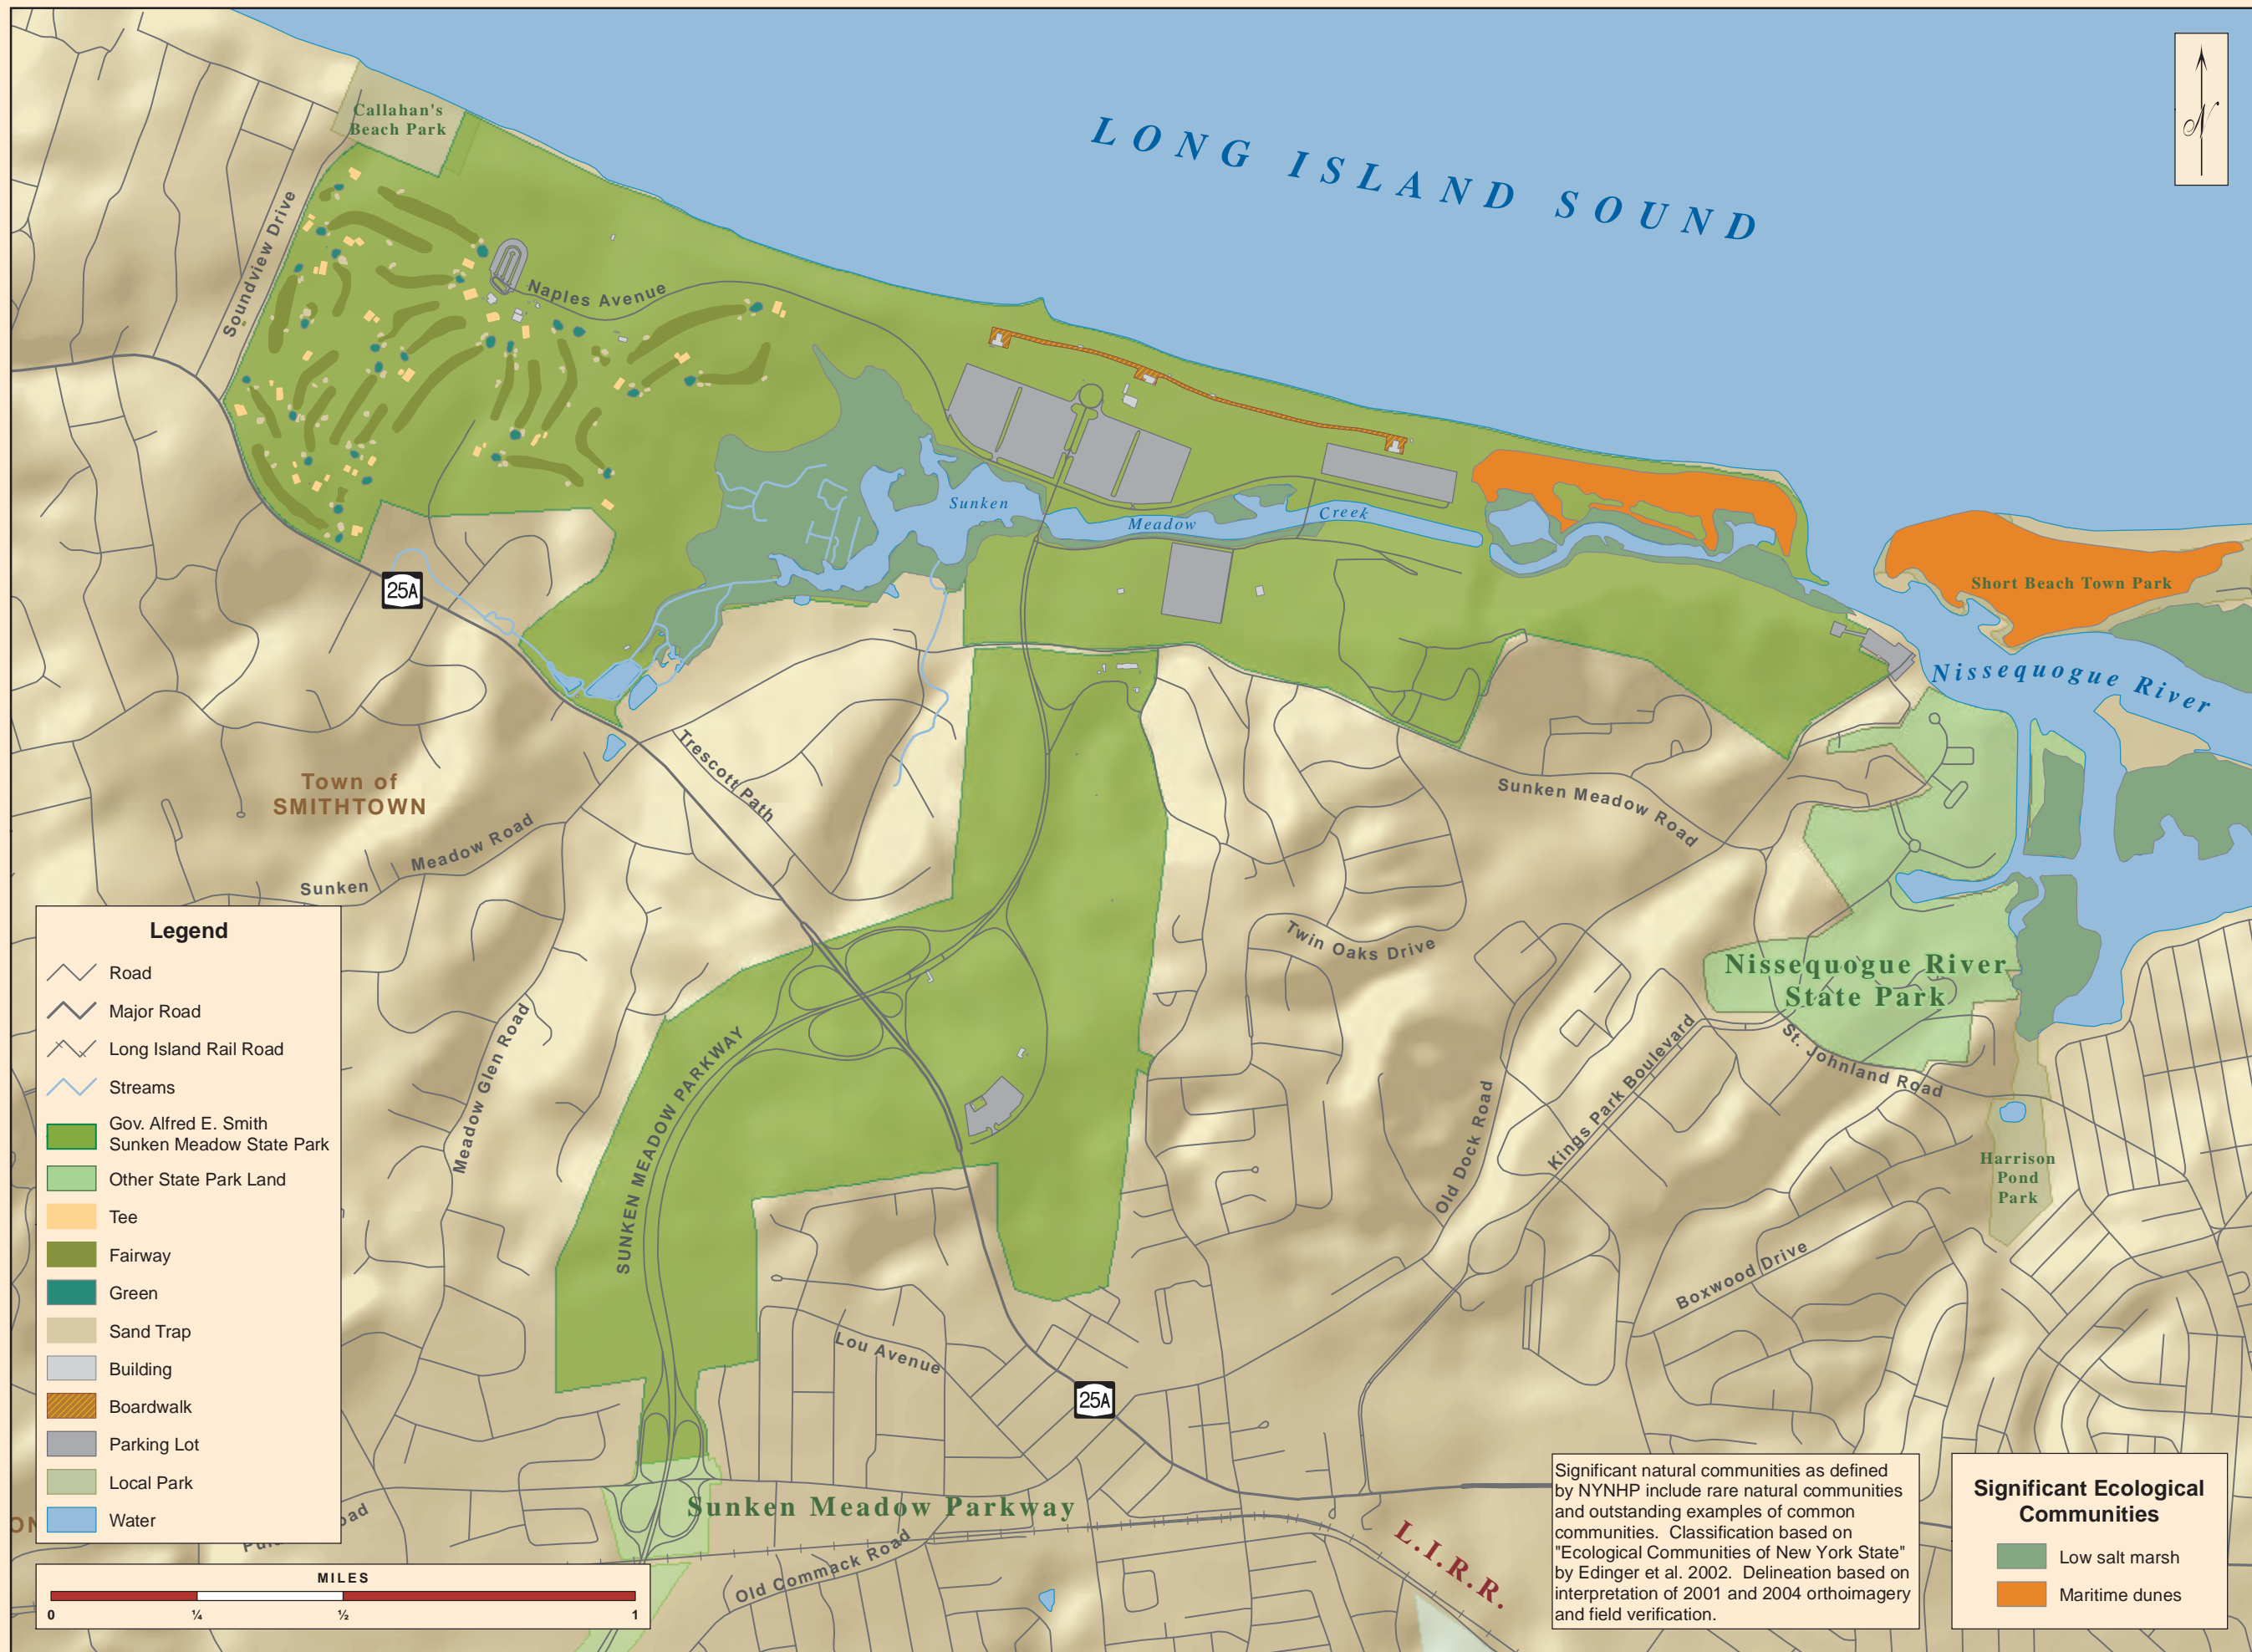 Callahan's
Beach Park
LONG ISLAND SOUND
N
Soundview Drive
Naples Avenue
Sunken
Meadow
Creek
Short Beach Town Park
25A
Nissequogue River
Trescott Path
Town of
SMITHTOWN
Sunken Meadow Road
Sunken Meadow Road
Twin Oaks Drive
Nissequogue River
State Park
St. Johnland Road
Meadow Glen Road
SUNKEN MEADOW PARKWAY
Old Dock Road
Kings Park Boulevard
Harrison
Pond
Park
Boxwood Drive
Lou Avenue
25A
Sunken Meadow Parkway
Old Commack Road
L.I.R.R.
Legend
Road
Major Road
Long Island Rail Road
Streams
Gov. Alfred E. Smith
Sunken Meadow State Park
Other State Park Land
Tee
Fairway
Green
Sand Trap
Building
Boardwalk
Parking Lot
Local Park
Water
MILES
0 ¼ ½ 1
Significant natural communities as defined
by NYNHP include rare natural communities
and outstanding examples of common
communities. Classification based on
"Ecological Communities of New York State"
by Edinger et al. 2002. Delineation based on
interpretation of 2001 and 2004 orthoimagery
and field verification.
Significant Ecological
Communities
Low salt marsh
Maritime dunes